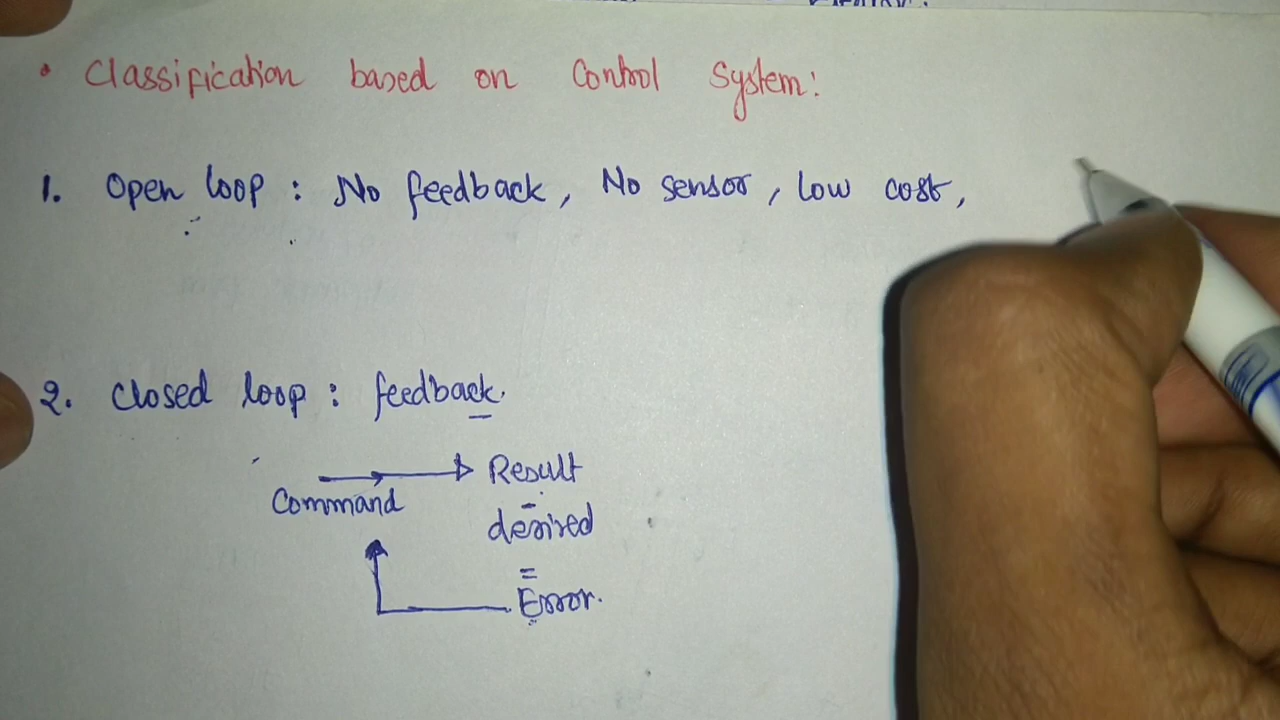 • Classification based on Control System:
1. Open loop : No feedback, No sensor, low cost,
2. Closed loop : feedback.
Result
Command
-
desired
=
Error.